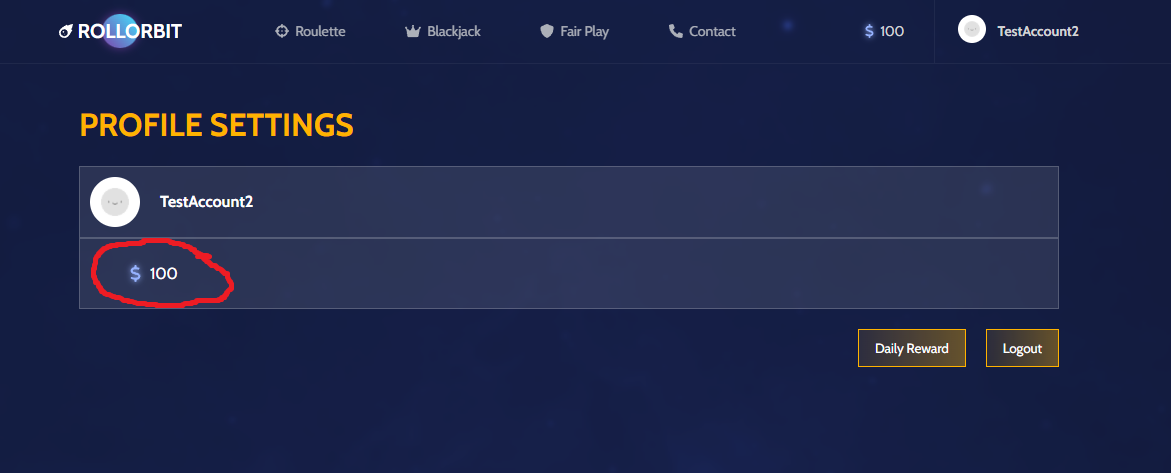 ROLLORBIT Roulette Blackjack Fair Play Contact $ 100 TestAccount2
PROFILE SETTINGS
TestAccount2
$ 100
Daily Reward Logout